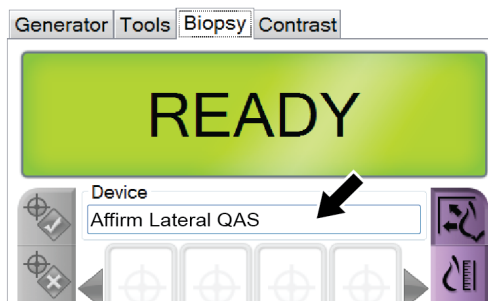 Generator Tools Biopsy Contrast
READY
Device
Affirm Lateral QAS